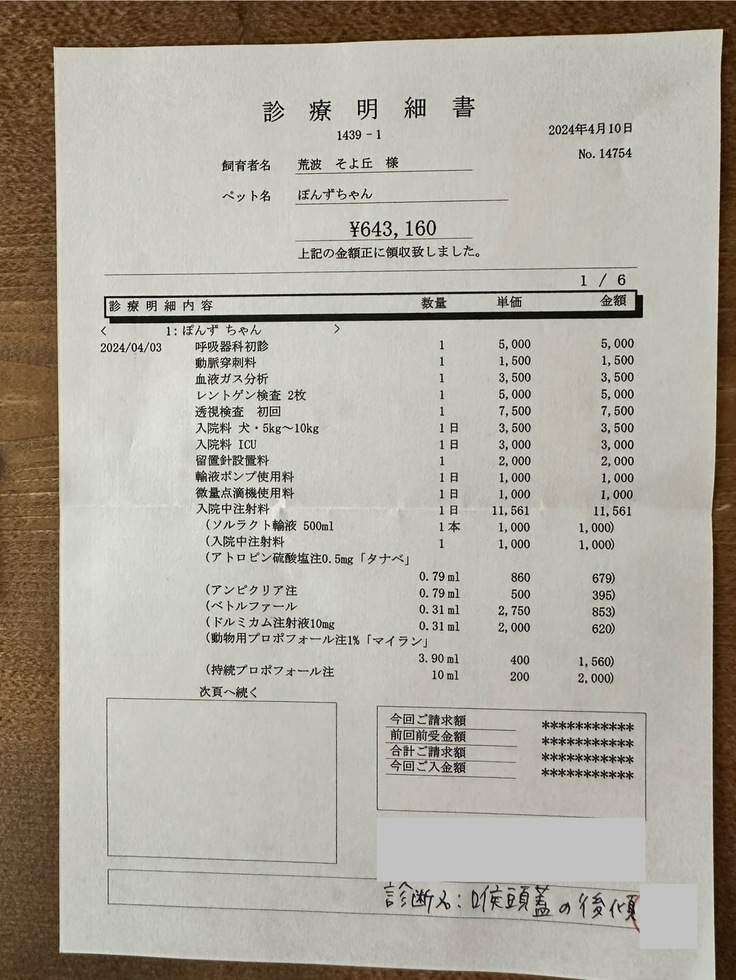 診療明細書
1439-1
2024年4月10日
No.14754
飼育者名 荒波 そよ丘 様
ペット名 ぽんずちゃん
¥643,160
上記の金額正に領収致しました。
1 / 6
診療明細内容 数量 単価 金額
< 1:ぽんず ちゃん >
2024/04/03 呼吸器科初診 1 5,000 5,000
動脈穿刺料 1 1,500 1,500
血液ガス分析 1 3,500 3,500
レントゲン検査 2枚 1 5,000 5,000
透視検査 初回 1 7,500 7,500
入院料 犬・5kg～10kg 1日 3,500 3,500
入院料 ICU 1日 3,000 3,000
留置針設置料 1 2,000 2,000
輸液ポンプ使用料 1日 1,000 1,000
微量点滴機使用料 1日 1,000 1,000
入院中注射料 1日 11,561 11,561
(ソルラクト輸液 500ml 1本 1,000 1,000)
(入院中注射料 1 1,000 1,000)
(アトロピン硫酸塩注0.5mg「タナベ」
0.79ml 860 679)
(アンピクリア注 0.79ml 500 395)
(ベトルファール 0.31ml 2,750 853)
(ドルミカム注射液10mg 0.31ml 2,000 620)
(動物用プロポフォール注1%「マイラン」
3.90ml 400 1,560)
(持続プロポフォール注 10ml 200 2,000)
次頁へ続く
今回ご請求額 ***********
前回前受金額 ***********
合計ご請求額 ***********
今回ご入金額 ***********
診断名:喉頭蓋の後傾